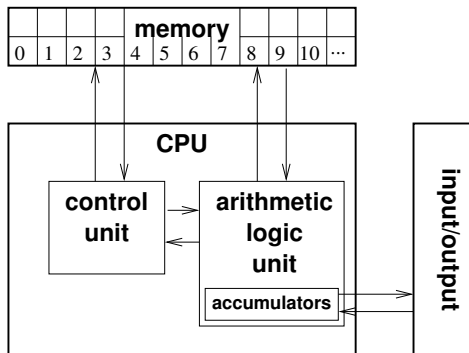 memory
0 1 2 3 4 5 6 7 8 9 10 ...
CPU
control
unit
arithmetic
logic
unit
accumulators
input/output